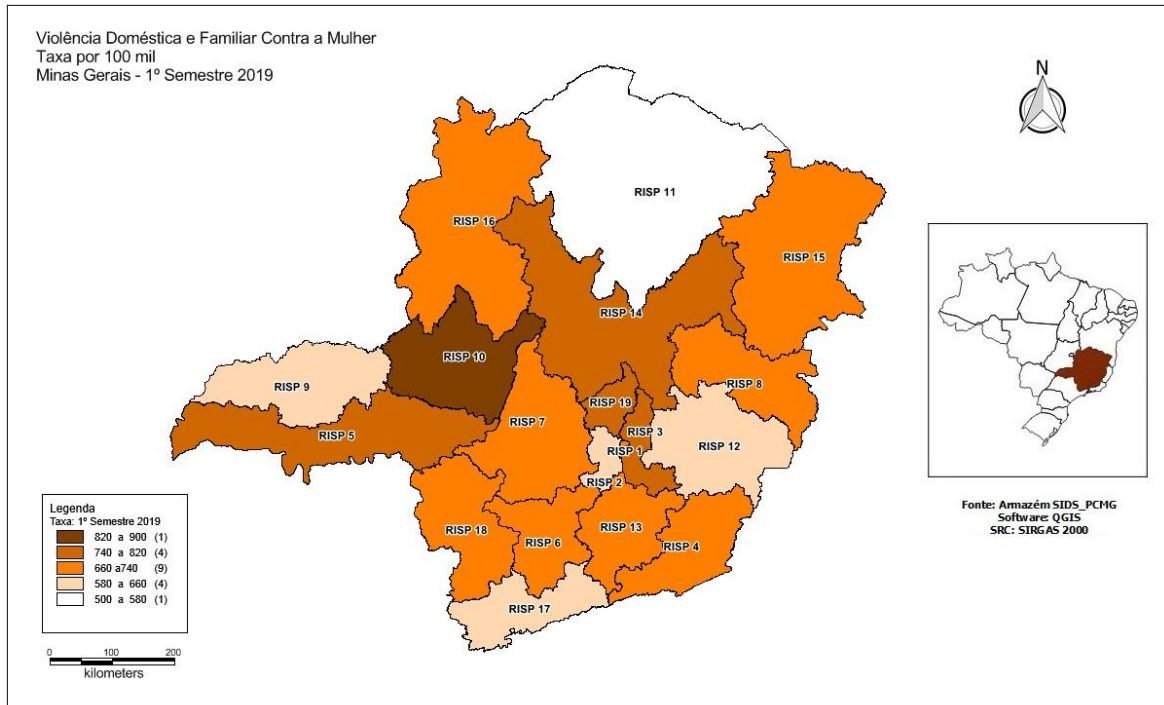 Violência Doméstica e Familiar Contra a Mulher
Taxa por 100 mil
Minas Gerais - 1º Semestre 2019
N
RISP 11
RISP 16
RISP 15
RISP 14
RISP 10
RISP 9
RISP 8
RISP 19
RISP 7
RISP 3
RISP 5
RISP 12
RISP 1
RISP 2
RISP 13
RISP 18
RISP 6
RISP 4
RISP 17
Legenda
Taxa: 1º Semestre 2019
820 a 900 (1)
740 a 820 (4)
660 a740 (9)
580 a 660 (4)
500 a 580 (1)
0 100 200
kilometers
Fonte: Armazém SIDS_PCMG
Software: QGIS
SRC: SIRGAS 2000